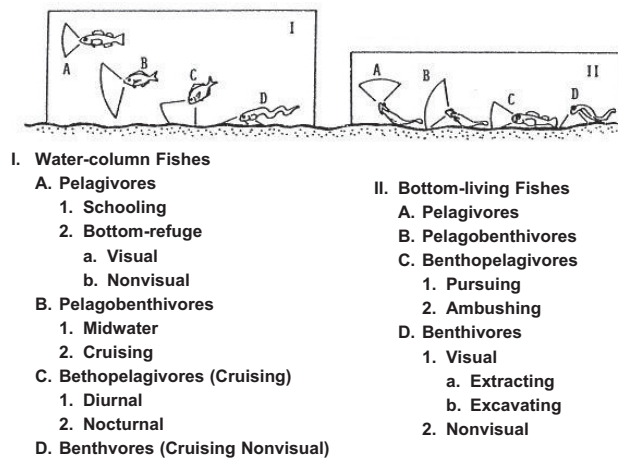 I
A
B
C
D
A
B
C
D
II
I. Water-column Fishes
A. Pelagivores
1. Schooling
2. Bottom-refuge
a. Visual
b. Nonvisual
B. Pelagobenthivores
1. Midwater
2. Cruising
C. Bethopelagivores (Cruising)
1. Diurnal
2. Nocturnal
D. Benthvores (Cruising Nonvisual)
II. Bottom-living Fishes
A. Pelagivores
B. Pelagobenthivores
C. Benthopelagivores
1. Pursuing
2. Ambushing
D. Benthivores
1. Visual
a. Extracting
b. Excavating
2. Nonvisual